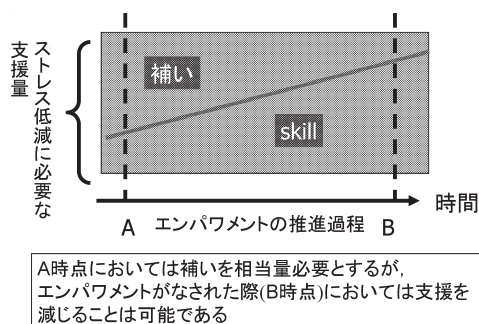 ストレス低減に必要な
支援量
補い
skill
時間
A エンパワメントの推進過程 B
A時点においては補いを相当量必要とするが，
エンパワメントがなされた際(B時点)においては支援を
減じることは可能である